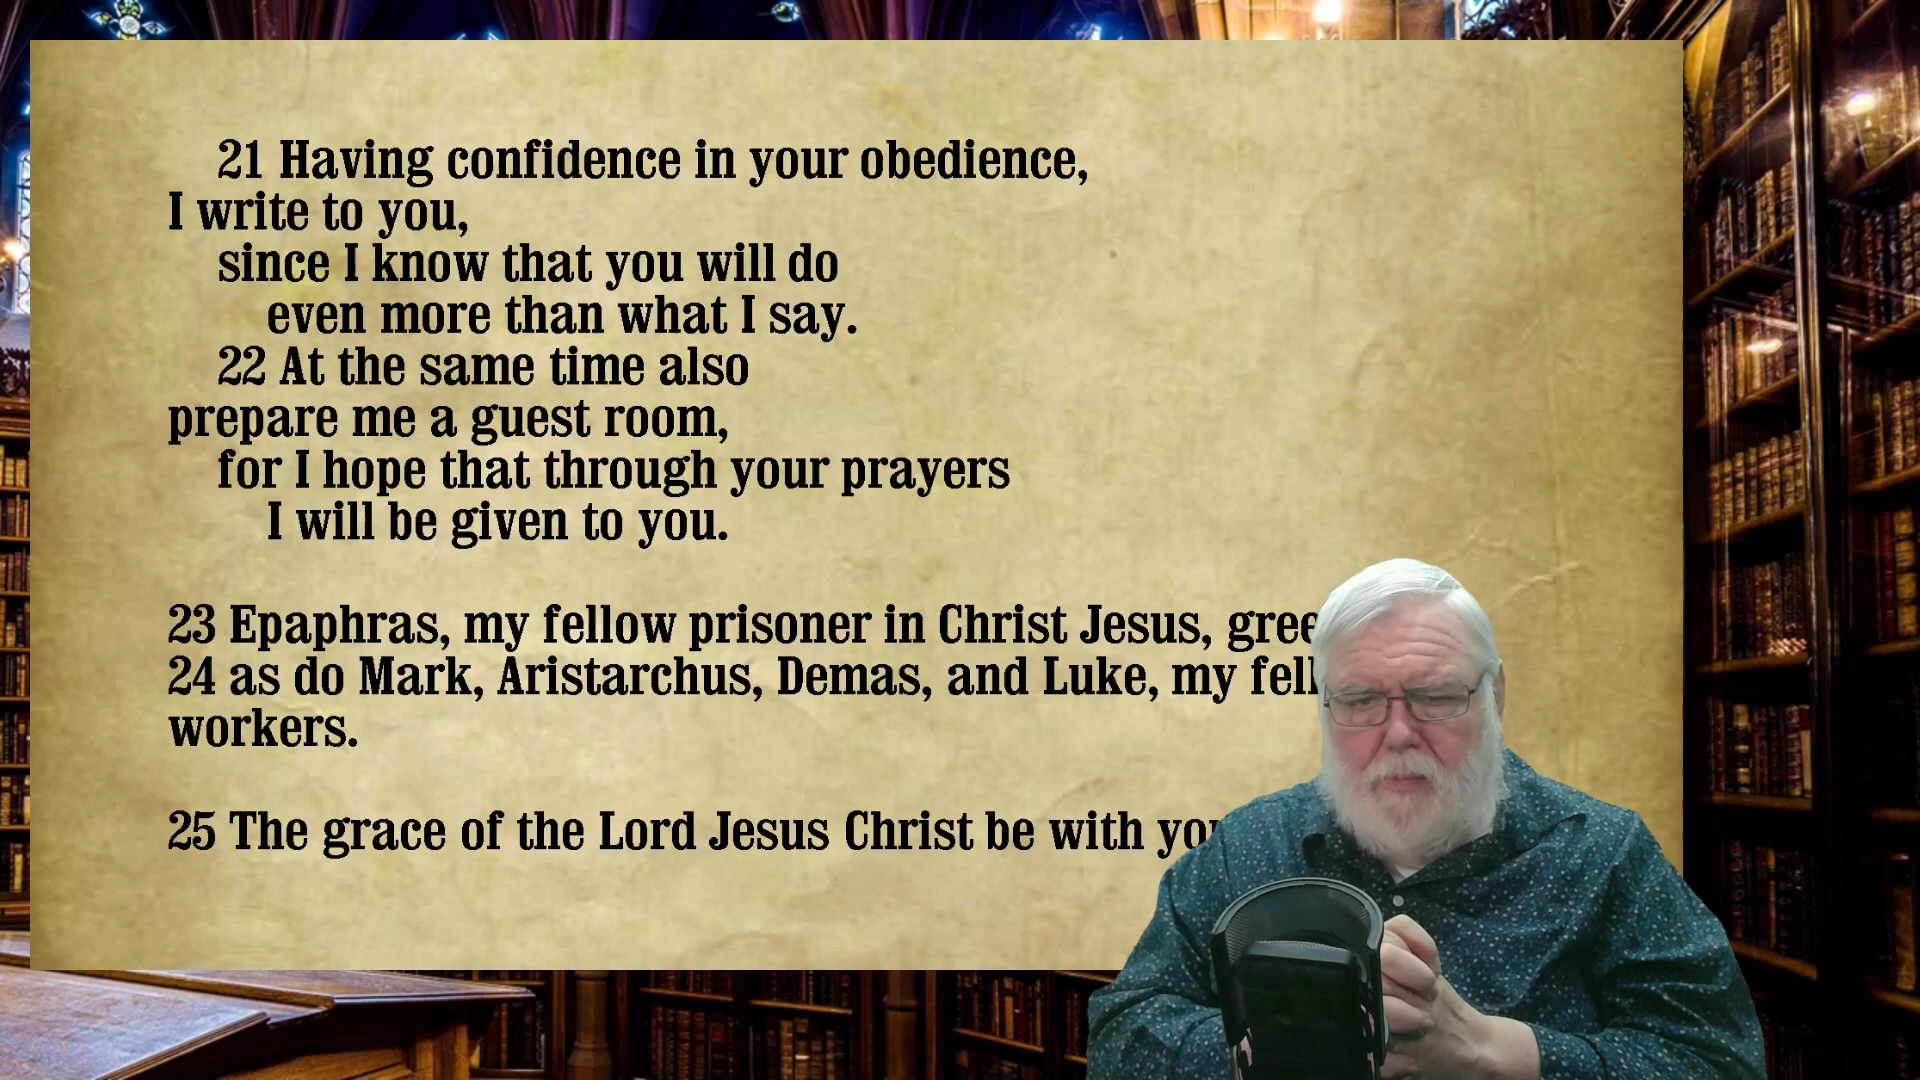 21 Having confidence in your obedience,
I write to you,
since I know that you will do
even more than what I say.
22 At the same time also
prepare me a guest room,
for I hope that through your prayers
I will be given to you.
23 Epaphras, my fellow prisoner in Christ Jesus,
24 as do Mark, Aristarchus, Demas, and Luke, my
workers.
25 The grace of the Lord Jesus Christ be with